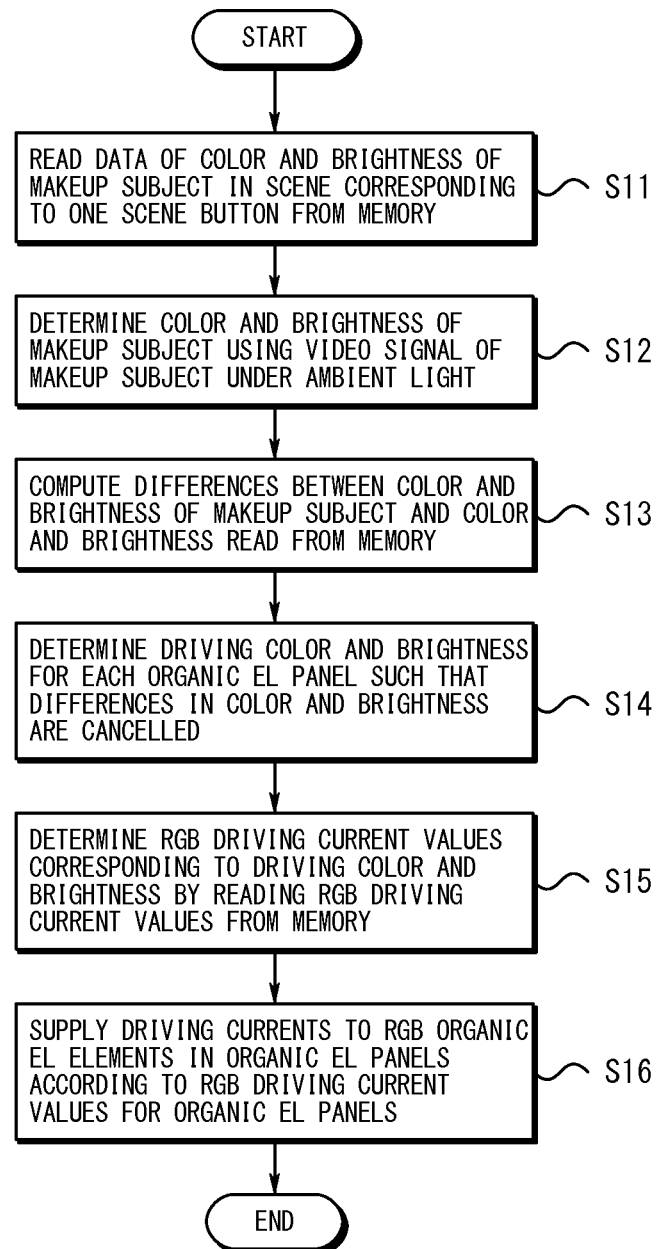 START
READ DATA OF COLOR AND BRIGHTNESS OF
MAKEUP SUBJECT IN SCENE CORRESPONDING
TO ONE SCENE BUTTON FROM MEMORY
S11
DETERMINE COLOR AND BRIGHTNESS OF
MAKEUP SUBJECT USING VIDEO SIGNAL OF
MAKEUP SUBJECT UNDER AMBIENT LIGHT
S12
COMPUTE DIFFERENCES BETWEEN COLOR AND
BRIGHTNESS OF MAKEUP SUBJECT AND COLOR
AND BRIGHTNESS READ FROM MEMORY
S13
DETERMINE DRIVING COLOR AND BRIGHTNESS
FOR EACH ORGANIC EL PANEL SUCH THAT
DIFFERENCES IN COLOR AND BRIGHTNESS
ARE CANCELLED
S14
DETERMINE RGB DRIVING CURRENT VALUES
CORRESPONDING TO DRIVING COLOR AND
BRIGHTNESS BY READING RGB DRIVING
CURRENT VALUES FROM MEMORY
S15
SUPPLY DRIVING CURRENTS TO RGB ORGANIC
EL ELEMENTS IN ORGANIC EL PANELS
ACCORDING TO RGB DRIVING CURRENT
VALUES FOR ORGANIC EL PANELS
S16
END